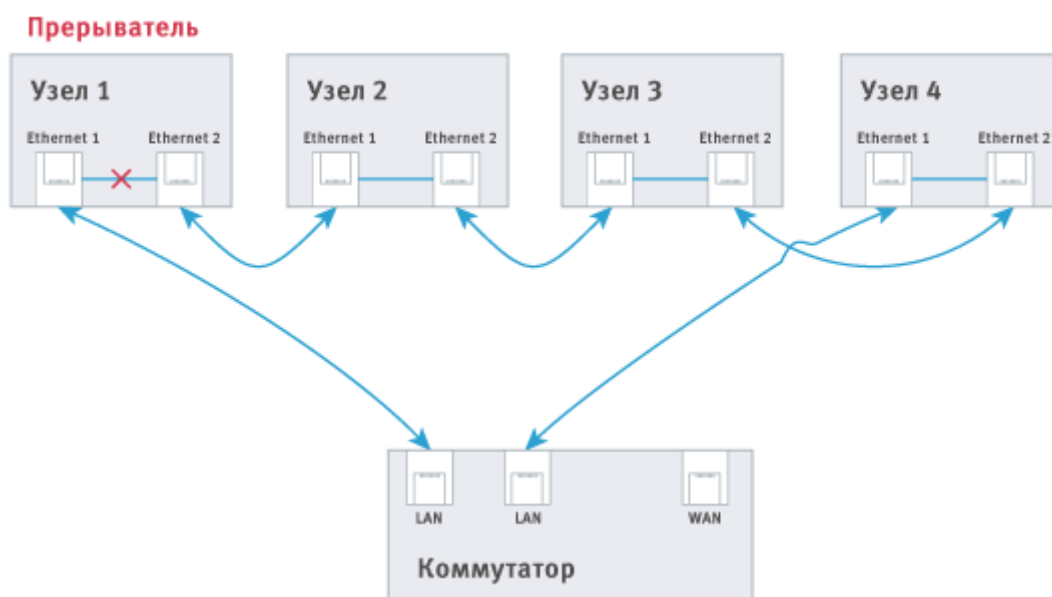 Прерыватель
Узел 1
Узел 2
Узел 3
Узел 4
Ethernet 1 Ethernet 2
Ethernet 1 Ethernet 2
Ethernet 1 Ethernet 2
Ethernet 1 Ethernet 2
LAN
LAN
WAN
Коммутатор